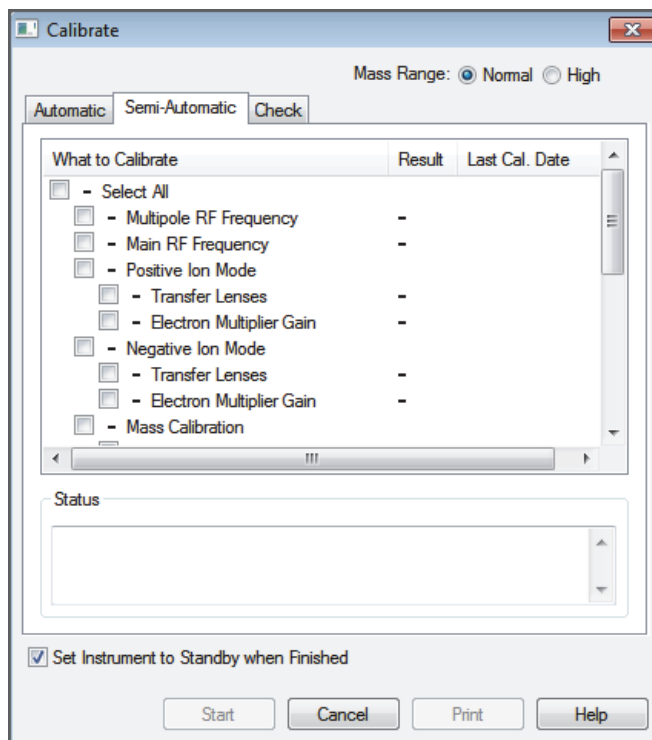 Calibrate
Mass Range: Normal High
Automatic Semi-Automatic Check
What to Calibrate Result Last Cal. Date
- Select All
- Multipole RF Frequency -
- Main RF Frequency -
- Positive Ion Mode
- Transfer Lenses -
- Electron Multiplier Gain -
- Negative Ion Mode
- Transfer Lenses -
- Electron Multiplier Gain -
- Mass Calibration
Status
Set Instrument to Standby when Finished
Start Cancel Print Help